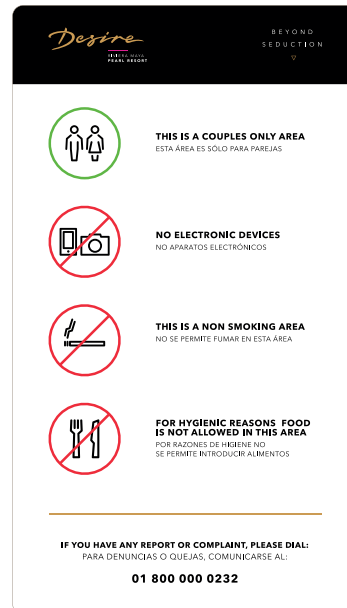 Desire
RIVIERA MAYA
PEARL RESORT
BEYOND
SEDUCTION
THIS IS A COUPLES ONLY AREA
ESTA ÁREA ES SÓLO PARA PAREJAS
NO ELECTRONIC DEVICES
NO APARATOS ELECTRÓNICOS
THIS IS A NON SMOKING AREA
NO SE PERMITE FUMAR EN ESTA ÁREA
FOR HYGIENIC REASONS FOOD
IS NOT ALLOWED IN THIS AREA
POR RAZONES DE HIGIENE NO
SE PERMITE INTRODUCIR ALIMENTOS
IF YOU HAVE ANY REPORT OR COMPLAINT, PLEASE DIAL:
PARA DENUNCIAS O QUEJAS, COMUNICARSE AL:
01 800 000 0232